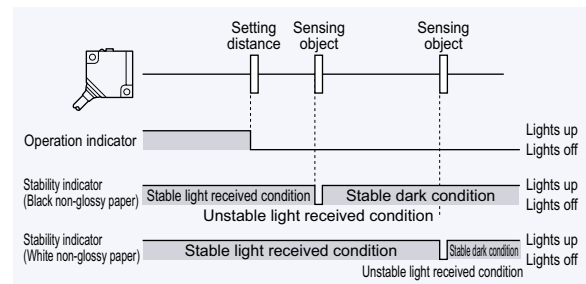 Setting
distance
Sensing
object
Sensing
object
Operation indicator
Lights up
Lights off
Stability indicator
(Black non-glossy paper)
Stable light received condition
Stable dark condition
Lights up
Lights off
Unstable light received condition
Stability indicator
(White non-glossy paper)
Stable light received condition
Stable dark condition
Lights up
Lights off
Unstable light received condition